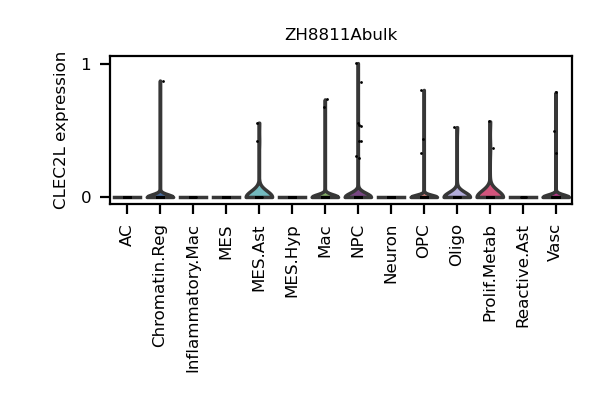 ZH8811Abulk
CLEC2L expression
1
0
AC
Chromatin.Reg
Inflammatory.Mac
MES
MES.Ast
MES.Hyp
Mac
NPC
Neuron
OPC
Oligo
Prolif.Metab
Reactive.Ast
Vasc